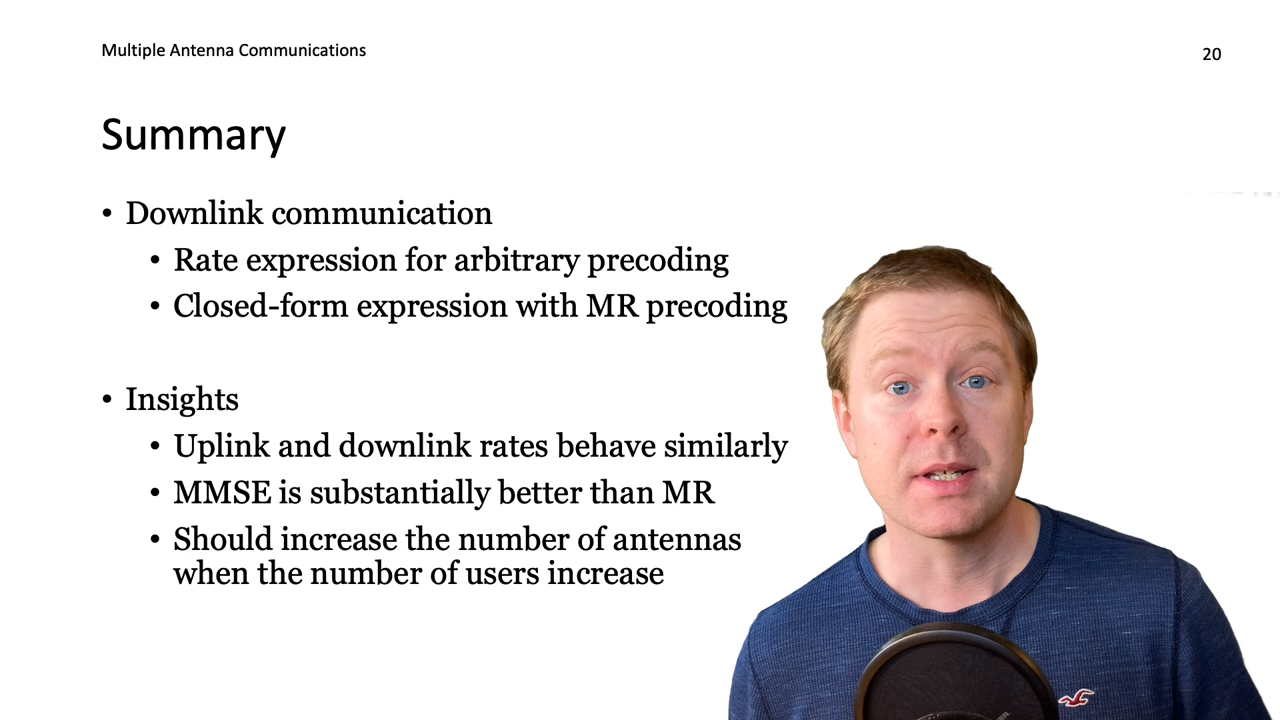 Multiple Antenna Communications
20
Summary
• Downlink communication
• Rate expression for arbitrary precoding
• Closed-form expression with MR precoding
• Insights
• Uplink and downlink rates behave similarly
• MMSE is substantially better than MR
• Should increase the number of antennas
when the number of users increase